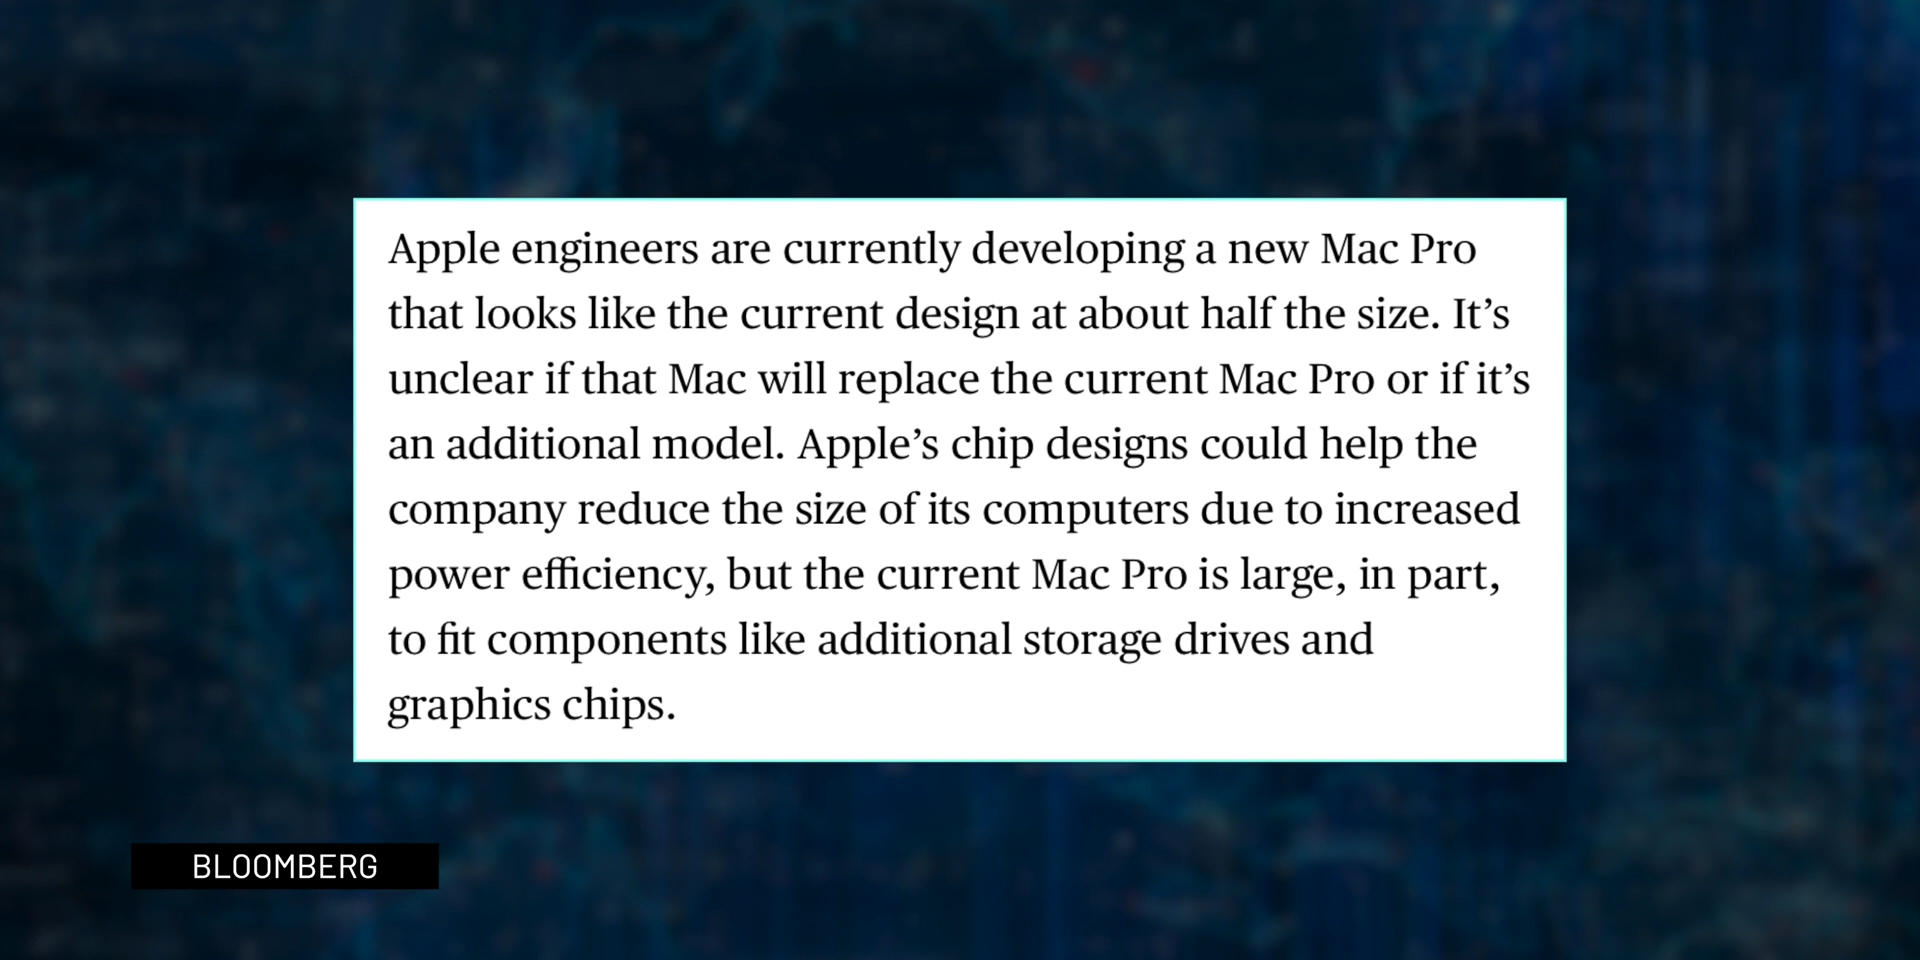 Apple engineers are currently developing a new Mac Pro
that looks like the current design at about half the size. It’s
unclear if that Mac will replace the current Mac Pro or if it’s
an additional model. Apple’s chip designs could help the
company reduce the size of its computers due to increased
power efficiency, but the current Mac Pro is large, in part,
to fit components like additional storage drives and
graphics chips.
BLOOMBERG